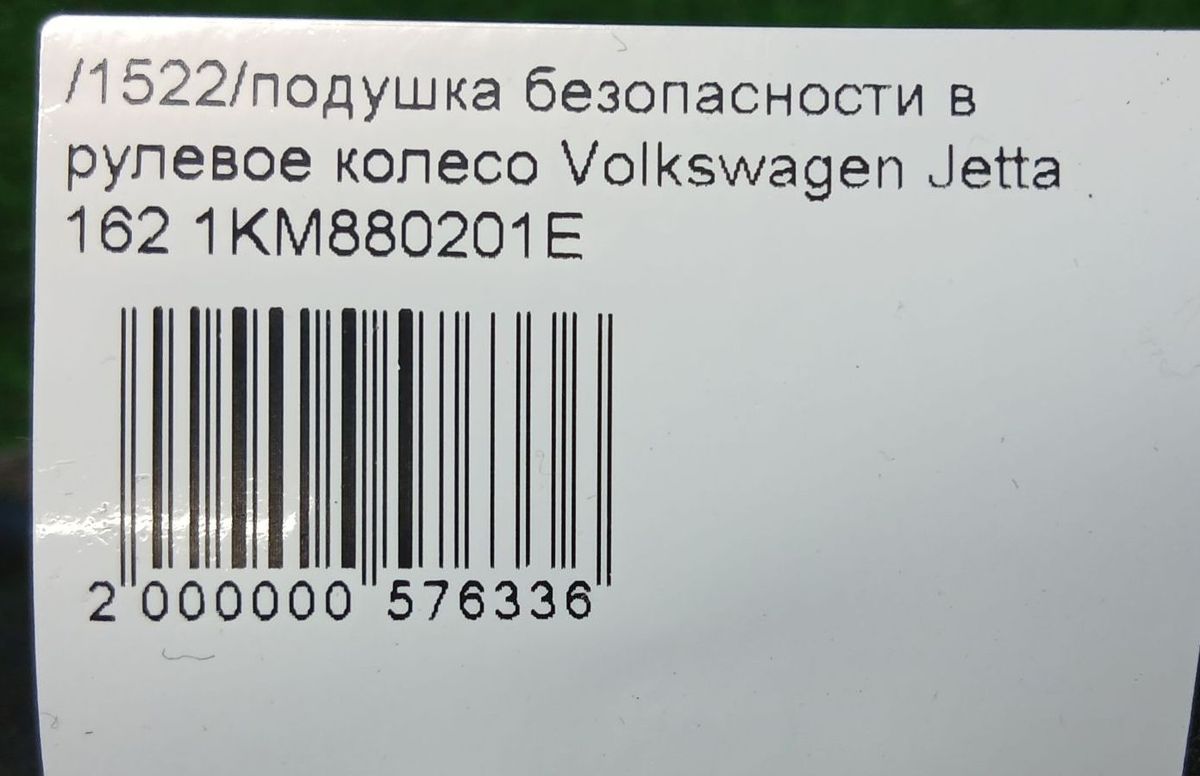 /1522/подушка безопасности в
рулевое колесо Volkswagen Jetta
162 1KM880201E
2 000000 576336